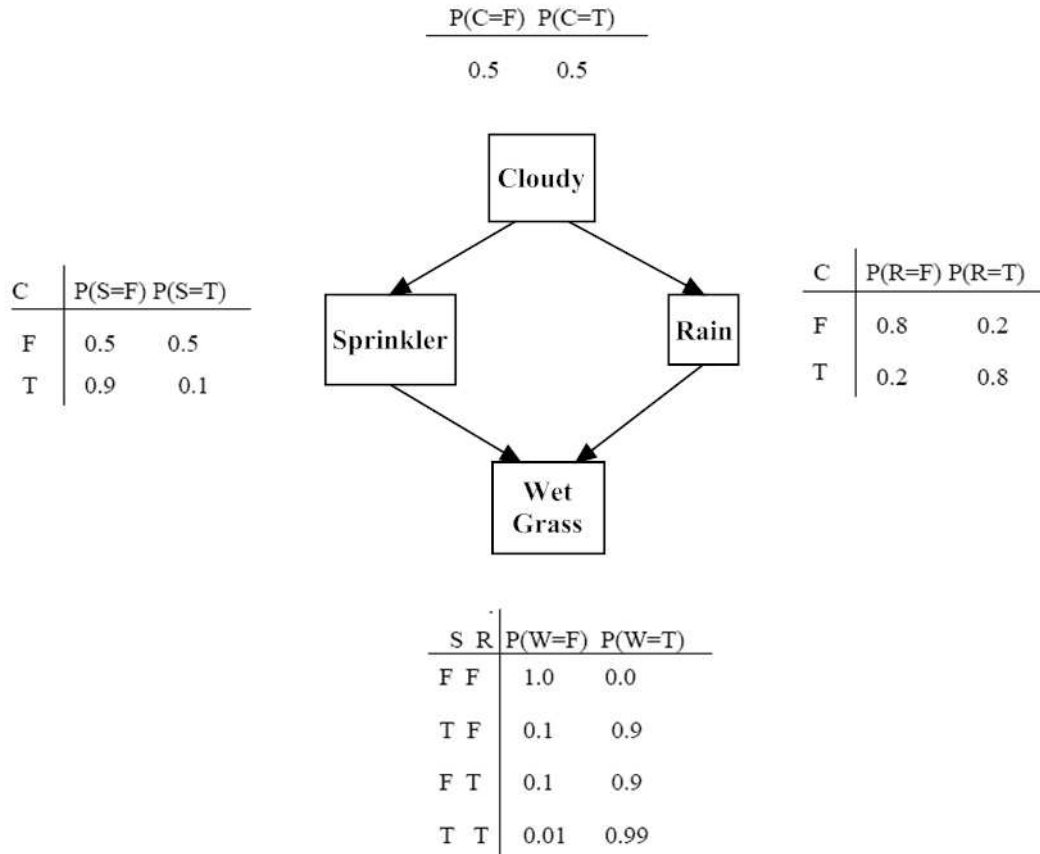 P(C=F) P(C=T)
0.5 0.5
Cloudy
C P(S=F) P(S=T)
F 0.5 0.5
T 0.9 0.1
Sprinkler
Rain
C P(R=F) P(R=T)
F 0.8 0.2
T 0.2 0.8
Wet
Grass
S R P(W=F) P(W=T)
F F 1.0 0.0
T F 0.1 0.9
F T 0.1 0.9
T T 0.01 0.99